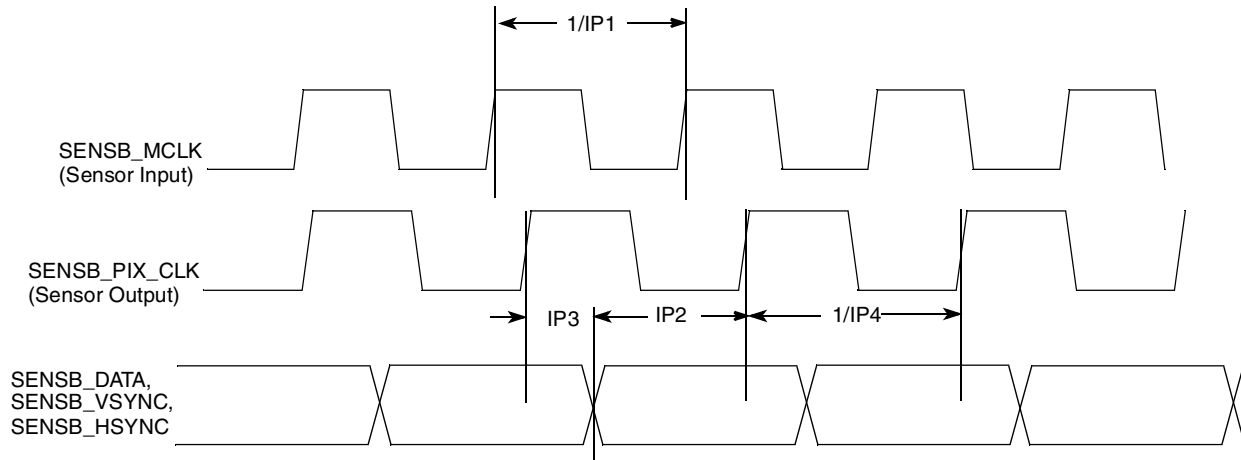 1/IP1
SENSB_MCLK
(Sensor Input)
SENSB_PIX_CLK
(Sensor Output)
IP3 IP2 1/IP4
SENSB_DATA,
SENSB_VSYNC,
SENSB_HSYNC